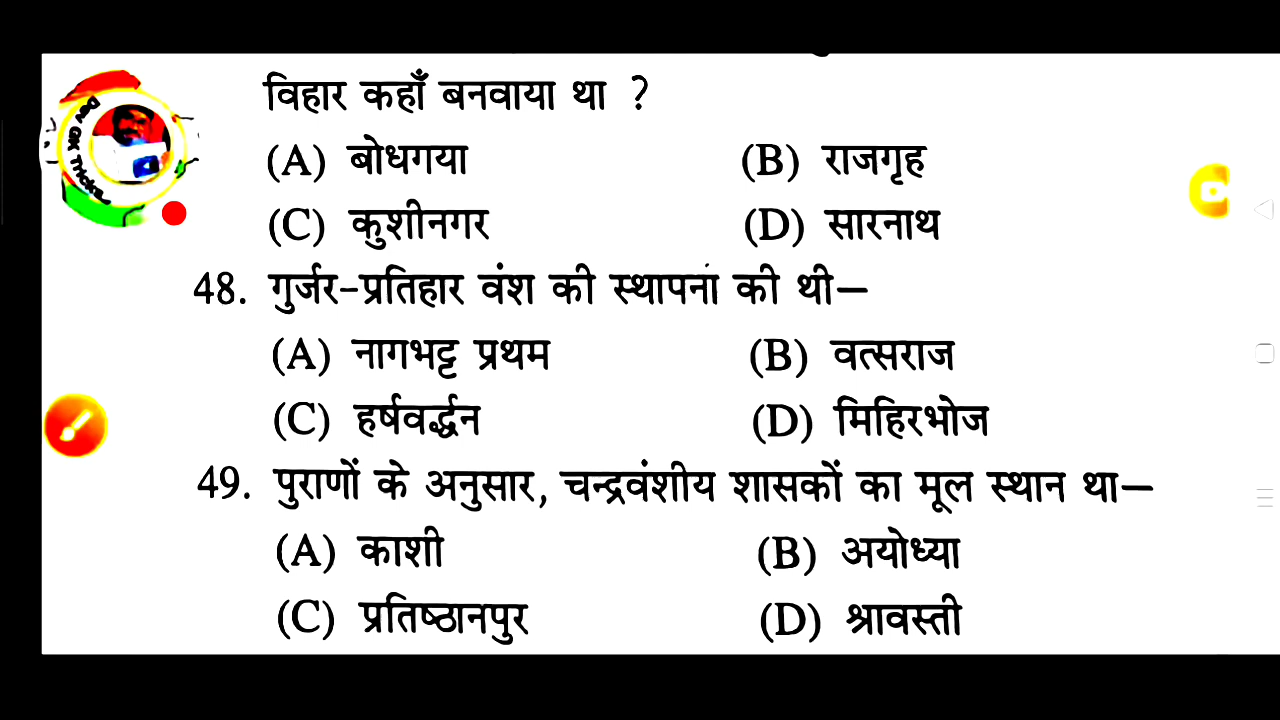 विहार कहाँ बनवाया था ?
(A) बोधगया (B) राजगृह
(C) कुशीनगर (D) सारनाथ
48. गुर्जर-प्रतिहार वंश की स्थापना की थी—
(A) नागभट्ट प्रथम (B) वत्सराज
(C) हर्षवर्द्धन (D) मिहिरभोज
49. पुराणों के अनुसार, चन्द्रवंशीय शासकों का मूल स्थान था—
(A) काशी (B) अयोध्या
(C) प्रतिष्ठानपुर (D) श्रावस्ती